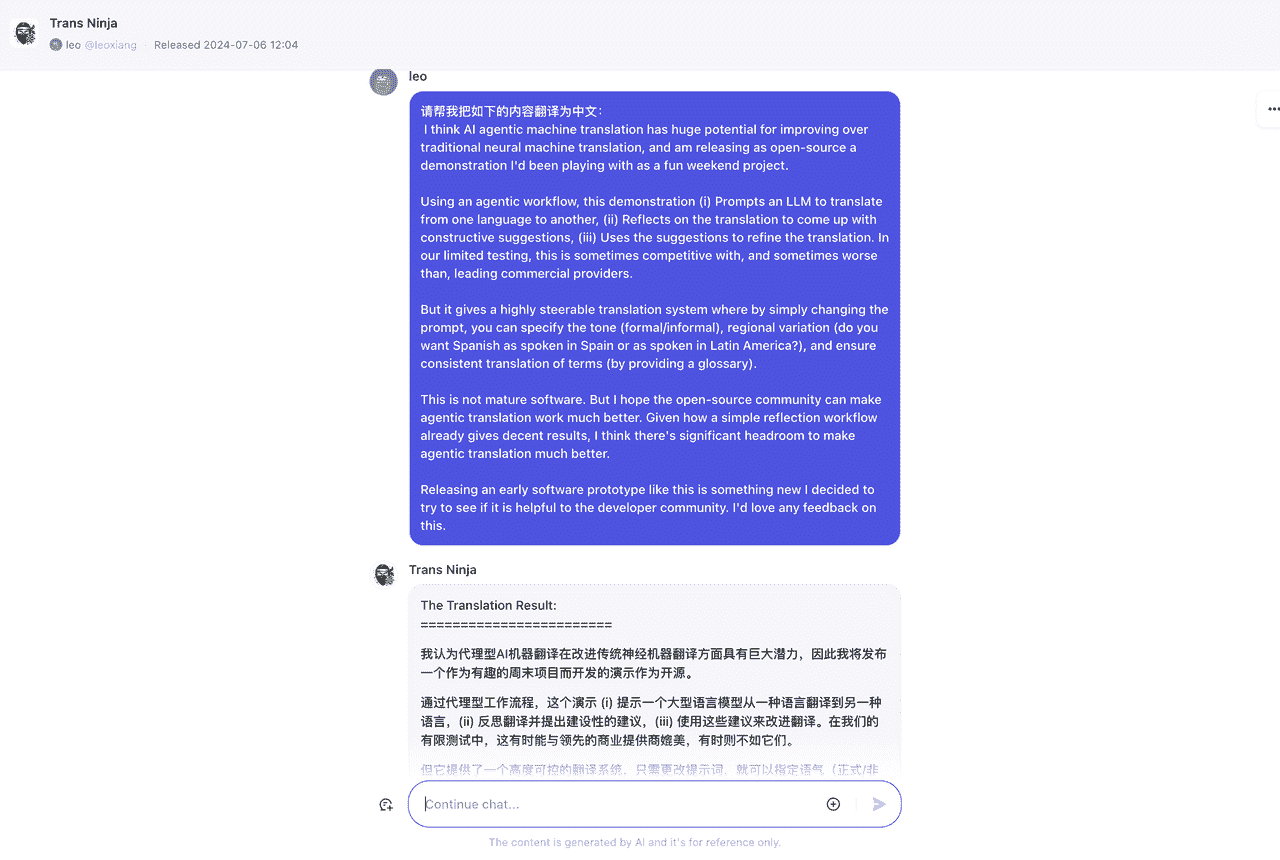 Trans Ninja
leo @leoxiang · Released 2024-07-06 12:04
leo
请帮我把如下的内容翻译为中文：
I think AI agentic machine translation has huge potential for improving over
traditional neural machine translation, and am releasing as open-source a
demonstration I'd been playing with as a fun weekend project.
Using an agentic workflow, this demonstration (i) Prompts an LLM to translate
from one language to another, (ii) Reflects on the translation to come up with
constructive suggestions, (iii) Uses the suggestions to refine the translation. In
our limited testing, this is sometimes competitive with, and sometimes worse
than, leading commercial providers.
But it gives a highly steerable translation system where by simply changing the
prompt, you can specify the tone (formal/informal), regional variation (do you
want Spanish as spoken in Spain or as spoken in Latin America?), and ensure
consistent translation of terms (by providing a glossary).
This is not mature software. But I hope the open-source community can make
agentic translation work much better. Given how a simple reflection workflow
already gives decent results, I think there's significant headroom to make
agentic translation much better.
Releasing an early software prototype like this is something new I decided to
try to see if it is helpful to the developer community. I'd love any feedback on
this.
Trans Ninja
The Translation Result:
========================
我认为代理型AI机器翻译在改进传统神经机器翻译方面具有巨大潜力，因此我将发布
一个作为有趣的周末项目而开发的演示作为开源。
通过代理型工作流程，这个演示 (i) 提示一个大型语言模型从一种语言翻译到另一种
语言，(ii) 反思翻译并提出建设性的建议，(iii) 使用这些建议来改进翻译。在我们的
有限测试中，这有时能与领先的商业提供商媲美，有时则不如它们。
但它提供了一个高度可控的翻译系统，只需更改提示词，就可以指定语气（正式/非
Continue chat...
The content is generated by AI and it's for reference only.